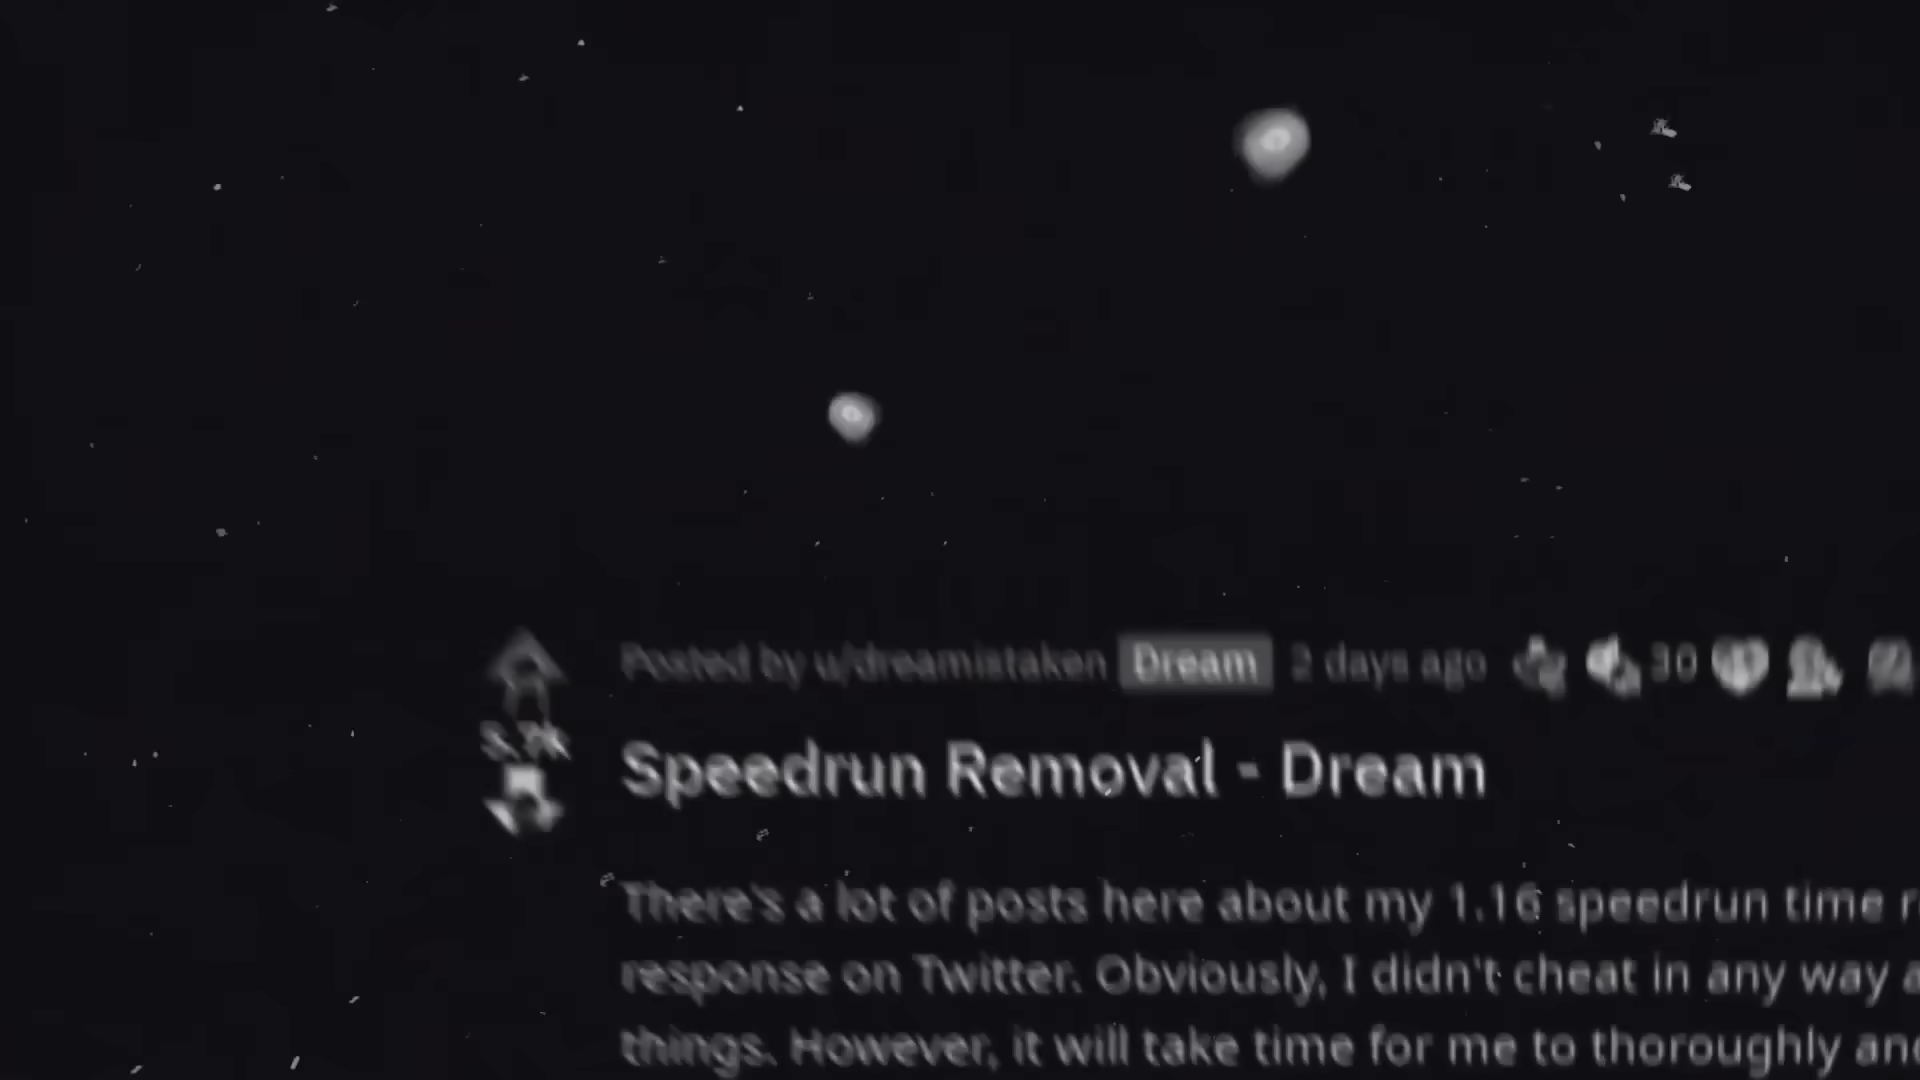 Posted by u/dreamistaken Dream 2 days ago 30
Speedrun Removal - Dream
There's a lot of posts here about my 1.16 speedrun time
response on Twitter. Obviously, I didn't cheat in any way
things. However, it will take time for me to thoroughly